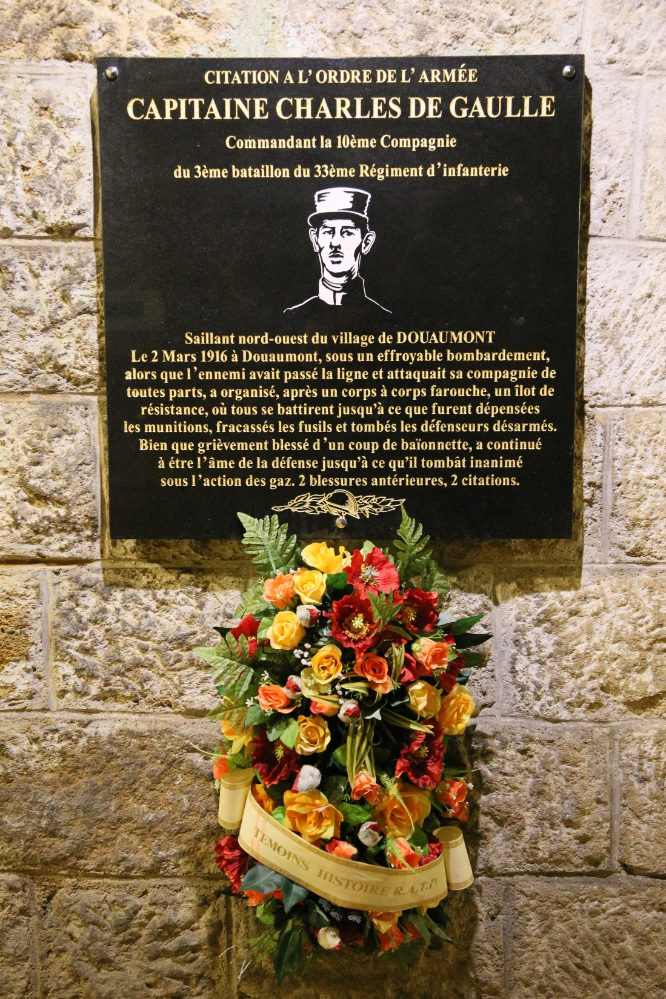 CITATION A L' ORDRE DE L' ARMÉE
CAPITAINE CHARLES DE GAULLE
Commandant la 10ème Compagnie
du 3ème bataillon du 33ème Régiment d'infanterie
Saillant nord-ouest du village de DOUAUMONT
Le 2 Mars 1916 à Douaumont, sous un effroyable bombardement,
alors que l'ennemi avait passé la ligne et attaquait sa compagnie de
toutes parts, a organisé, après un corps à corps farouche, un îlot de
résistance, où tous se battirent jusqu'à ce que furent dépensées
les munitions, fracassés les fusils et tombés les défenseurs désarmés.
Bien que grièvement blessé d'un coup de baïonnette, a continué
à étre l'âme de la défense jusqu'à ce qu'il tombât inanimé
sous l'action des gaz. 2 blessures antérieures, 2 citations.
TEMOINS HISTOIRE R.A.T.P.